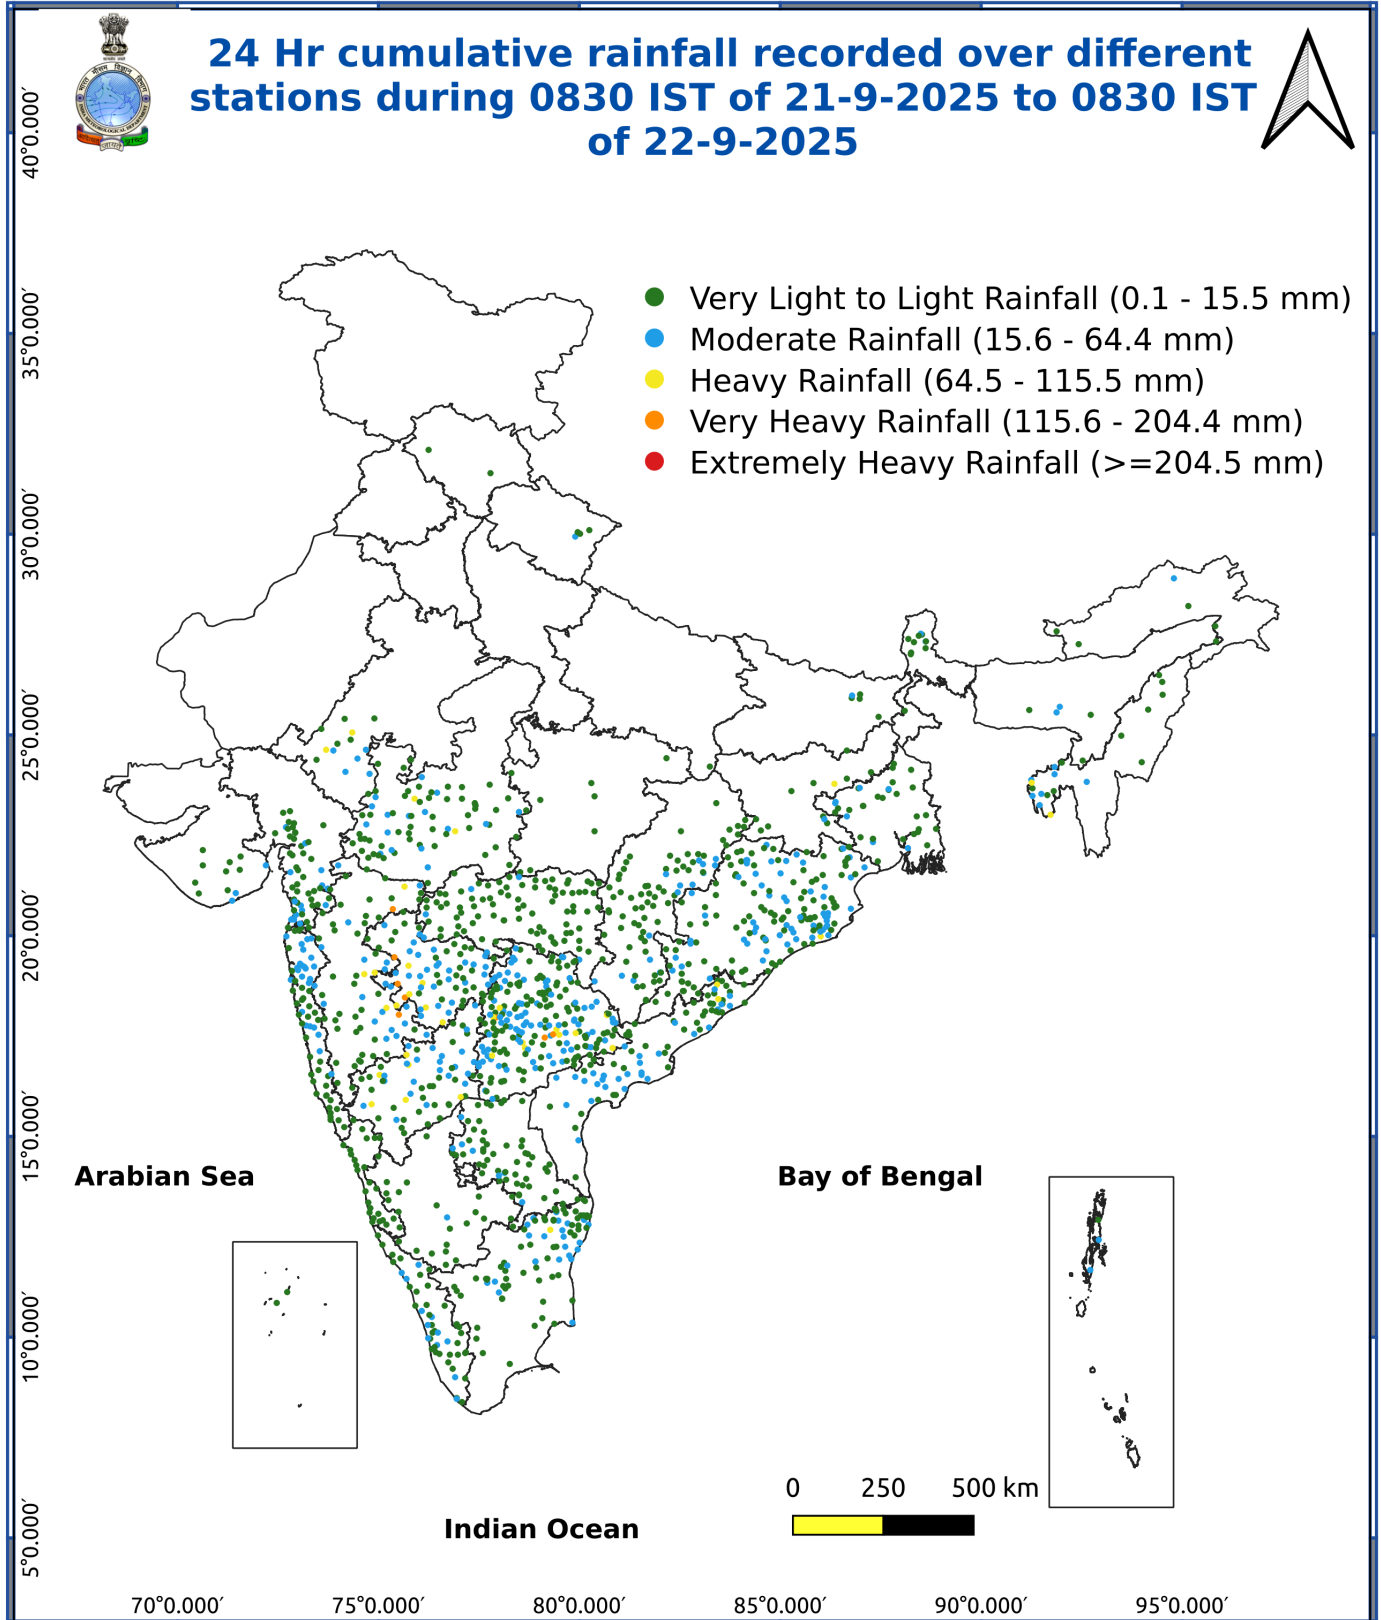 24 Hr cumulative rainfall recorded over different
stations during 0830 IST of 21-9-2025 to 0830 IST
of 22-9-2025
Very Light to Light Rainfall (0.1 - 15.5 mm)
Moderate Rainfall (15.6 - 64.4 mm)
Heavy Rainfall (64.5 - 115.5 mm)
Very Heavy Rainfall (115.6 - 204.4 mm)
Extremely Heavy Rainfall (>=204.5 mm)
40°0.000′
35°0.000′
30°0.000′
25°0.000′
20°0.000′
15°0.000′
10°0.000′
5°0.000′
Arabian Sea
Bay of Bengal
Indian Ocean
0 250 500 km
70°0.000′ 75°0.000′ 80°0.000′ 85°0.000′ 90°0.000′ 95°0.000′